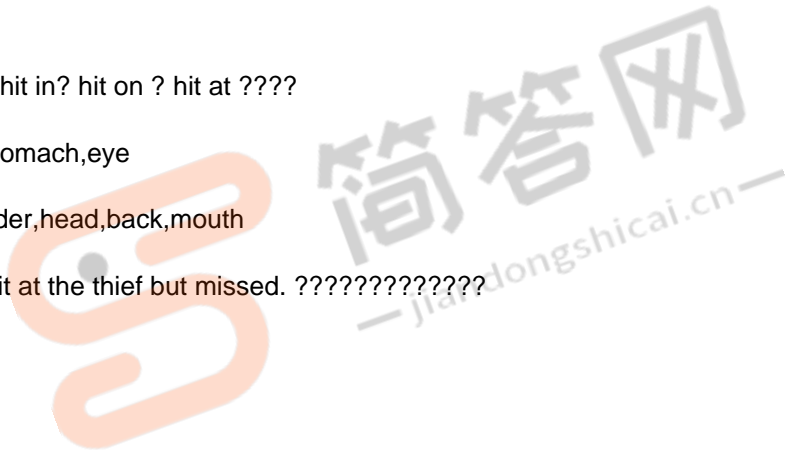 hit in? hit on ? hit at ????
omach,eye
der,head,back,mouth
it at the thief but missed. ?????????????
简答网
jiandongshicai.cn